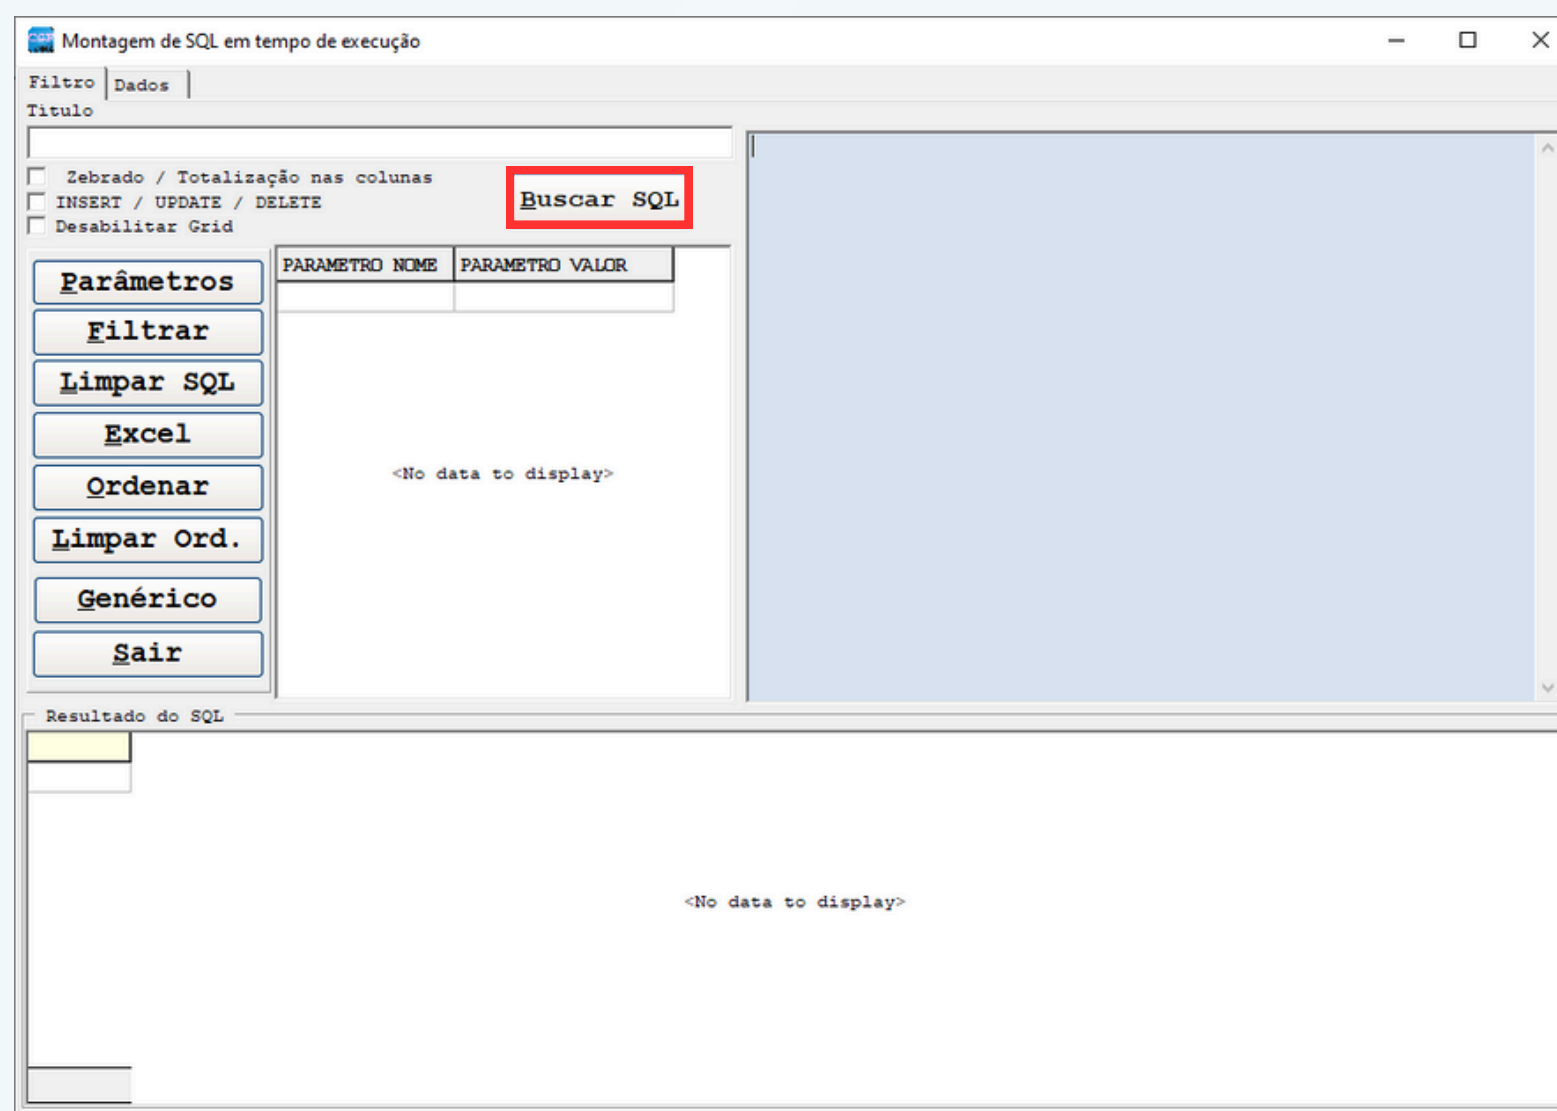 Montagem de SQL em tempo de execução
Filtro Dados
Titulo
Zebrado / Totalização nas colunas
INSERT / UPDATE / DELETE
Desabilitar Grid
Buscar SQL
PARAMETRO NOME PARAMETRO VALOR
Parâmetros
Filtrar
Limpar SQL
Excel
Ordenar
Limpar Ord.
Genérico
Sair
<No data to display>
Resultado do SQL
<No data to display>